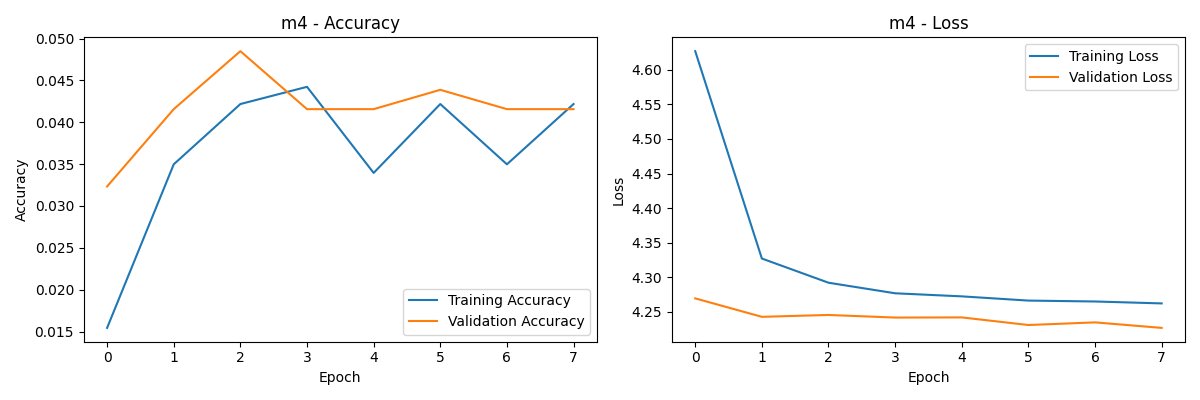 m4 - Accuracy
0.050
0.045
0.040
0.035
0.030
0.025
0.020
0.015
Accuracy
0 1 2 3 4 5 6 7
Epoch
Training Accuracy
Validation Accuracy
m4 - Loss
4.60
4.55
4.50
4.45
4.40
4.35
4.30
4.25
Loss
0 1 2 3 4 5 6 7
Epoch
Training Loss
Validation Loss